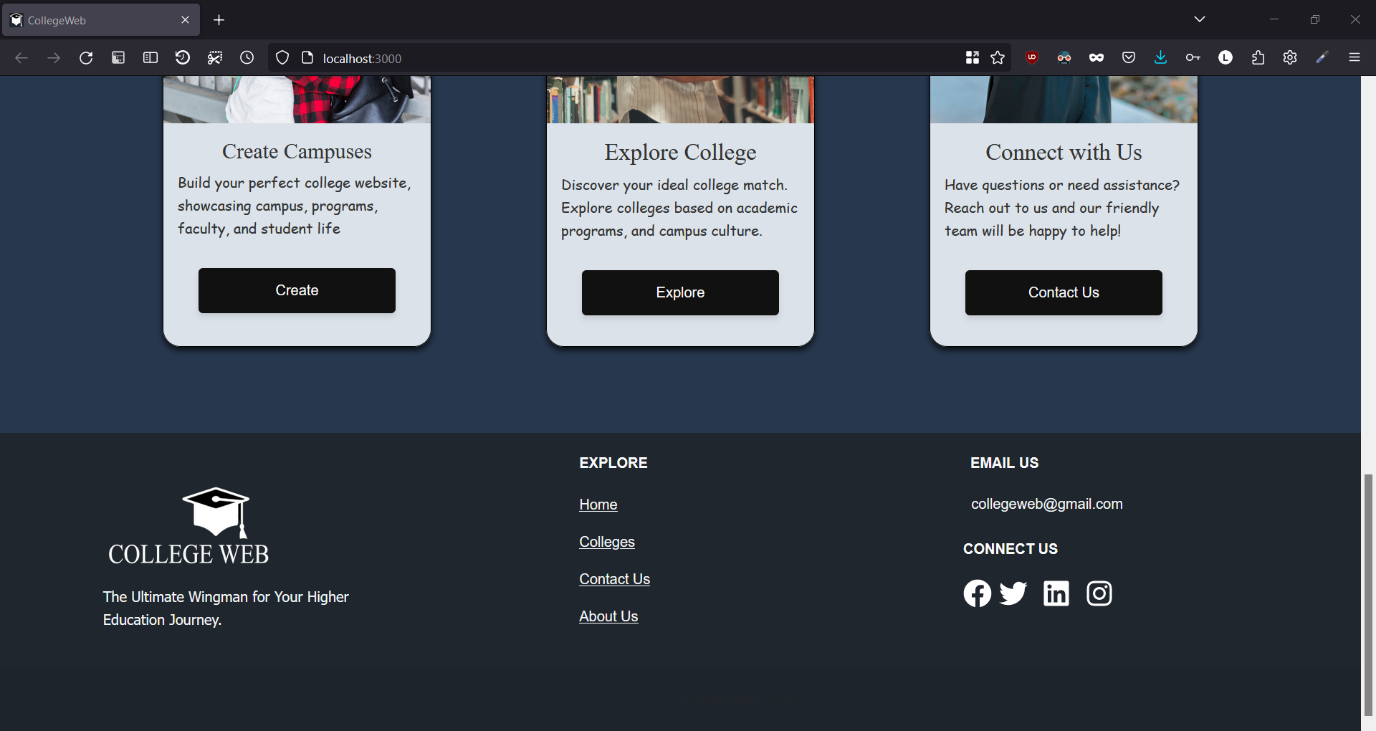 CollegeWeb
localhost:3000
Create Campuses
Build your perfect college website,
showcasing campus, programs,
faculty, and student life
Create
Explore College
Discover your ideal college match.
Explore colleges based on academic
programs, and campus culture.
Explore
Connect with Us
Have questions or need assistance?
Reach out to us and our friendly
team will be happy to help!
Contact Us
COLLEGE WEB
The Ultimate Wingman for Your Higher
Education Journey.
EXPLORE
Home
Colleges
Contact Us
About Us
EMAIL US
collegeweb@gmail.com
CONNECT US